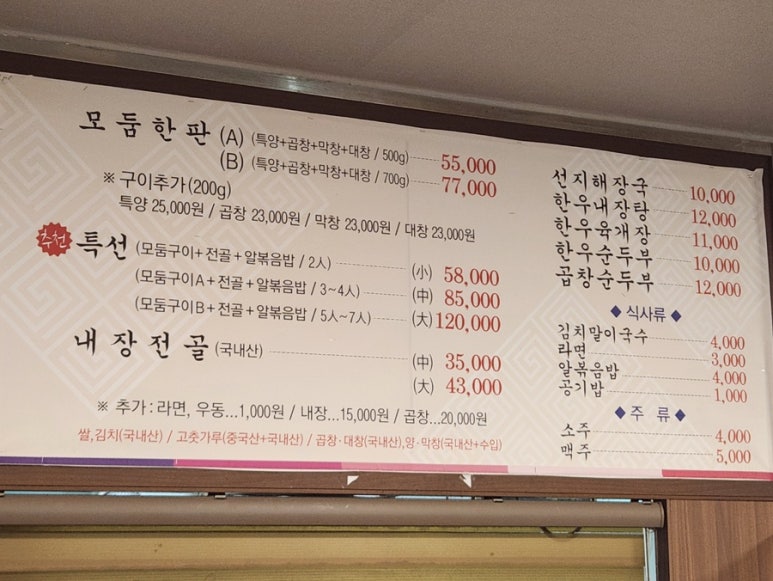 모둠한판 (A) (특양+곱창+막창+대창 / 500g) 55,000
(B) (특양+곱창+막창+대창 / 700g) 77,000
※ 구이추가(200g)
특양 25,000원 / 곱창 23,000원 / 막창 23,000원 / 대창 23,000원
추천 특선 (모둠구이+전골+알볶음밥 / 2人) (小) 58,000
(모둠구이A+전골+알볶음밥 / 3~4人) (中) 85,000
(모둠구이B+전골+알볶음밥 / 5人~7人) (大) 120,000
내장전골 (국내산) (中) 35,000
(大) 43,000
※ 추가 : 라면, 우동...1,000원 / 내장...15,000원 / 곱창...20,000원
쌀,김치(국내산) / 고춧가루(중국산+국내산) / 곱창·대창(국내산),양·막창(국내산+수입)
선지해장국 10,000
한우내장탕 12,000
한우육개장 11,000
한우순두부 10,000
곱창순두부 12,000
◆ 식사류 ◆
김치말이국수 4,000
라면 3,000
알볶음밥 4,000
공기밥 1,000
◆ 주 류 ◆
소주 4,000
맥주 5,000